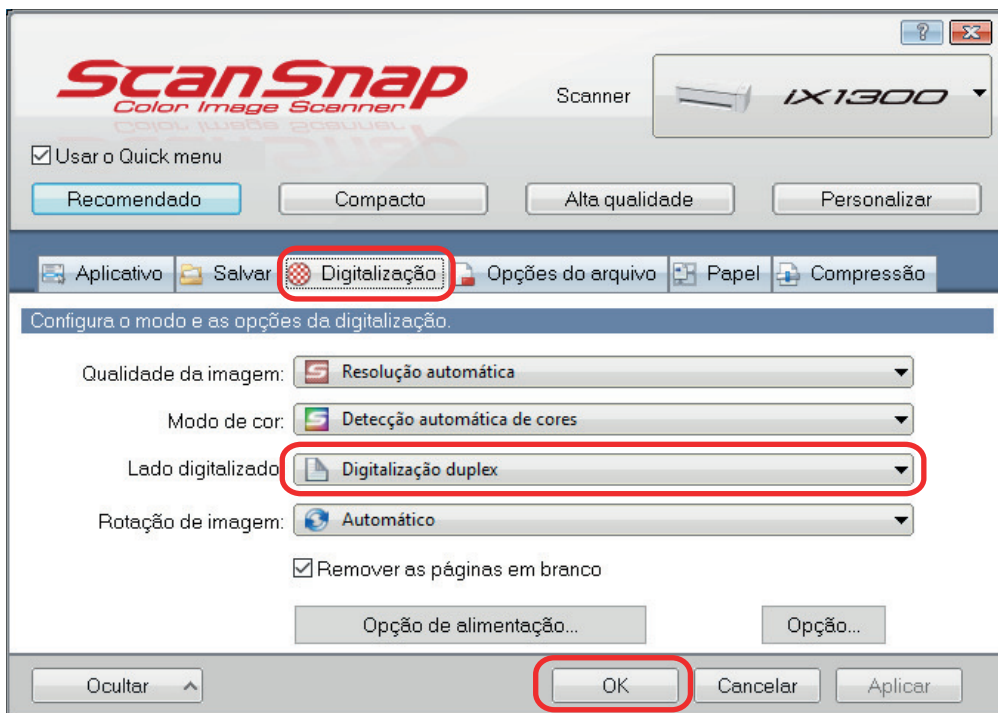 ScanSnap
Color Image Scanner
Scanner
iX1300
Usar o Quick menu
Recomendado Compacto Alta qualidade Personalizar
Aplicativo Salvar Digitalização Opções do arquivo Papel Compressão
Configura o modo e as opções da digitalização.
Qualidade da imagem: Resolução automática
Modo de cor: Detecção automática de cores
Lado digitalizado Digitalização duplex
Rotação de imagem: Automático
Remover as páginas em branco
Opção de alimentação... Opção...
Ocultar OK Cancelar Aplicar